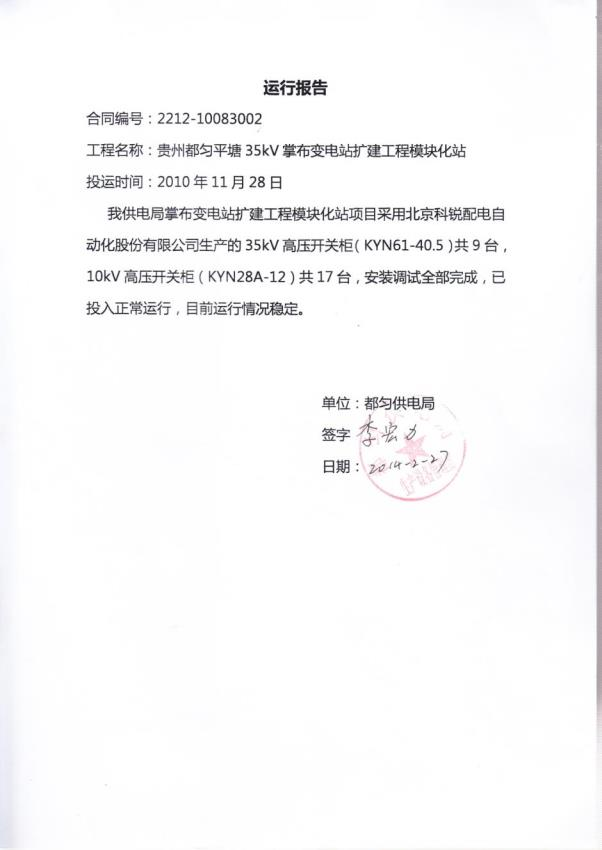 运行报告
合同编号：2212-10083002
工程名称：贵州都匀平塘 35kV 掌布变电站扩建工程模块化站
投运时间：2010 年 11 月 28 日
我供电局掌布变电站扩建工程模块化站项目采用北京科锐配电自
动化股份有限公司生产的 35kV 高压开关柜（KYN61-40.5）共 9 台，
10kV 高压开关柜（KYN28A-12）共 17 台，安装调试全部完成，已
投入正常运行，目前运行情况稳定。
单位：都匀供电局
签字 李宏力
日期：2014-2-27